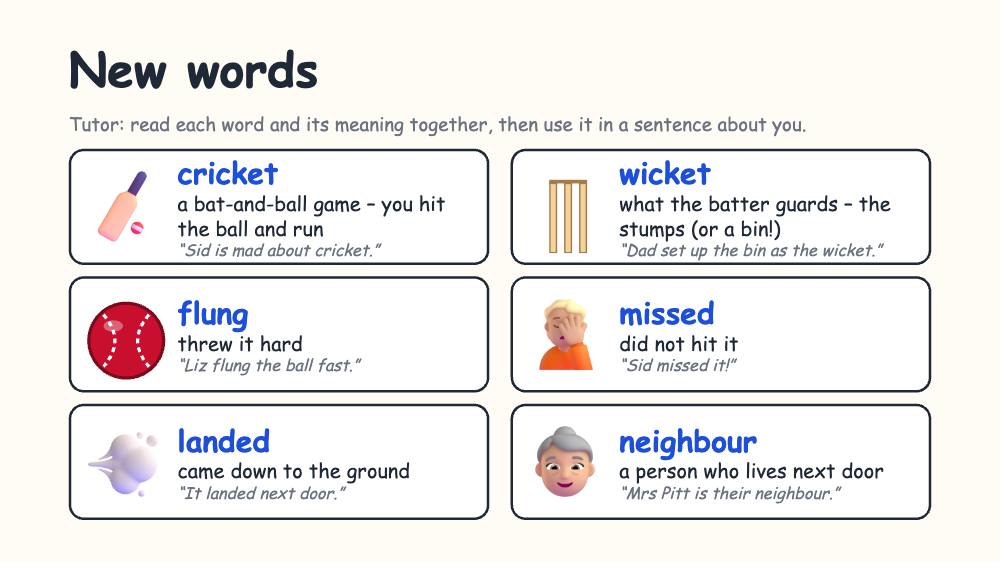 New words
Tutor: read each word and its meaning together, then use it in a sentence about you.
cricket
a bat-and-ball game – you hit
the ball and run
“Sid is mad about cricket.”
wicket
what the batter guards – the
stumps (or a bin!)
“Dad set up the bin as the wicket.”
flung
threw it hard
“Liz flung the ball fast.”
missed
did not hit it
“Sid missed it!”
landed
came down to the ground
“It landed next door.”
neighbour
a person who lives next door
“Mrs Pitt is their neighbour.”